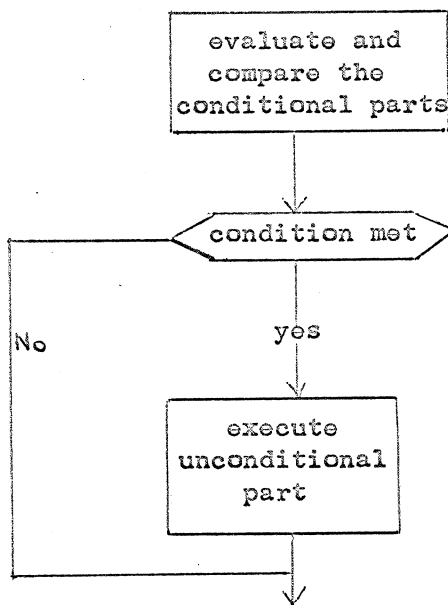 evaluate and
compare the
conditional parts
condition met
No
yes
execute
unconditional
part